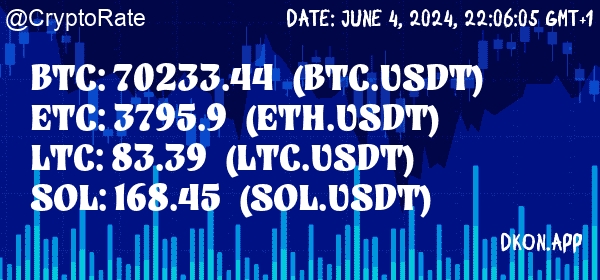 @CryptoRate
DATE: JUNE 4, 2024, 22:06:05 GMT+1
BTC: 70233.44 (BTC.USDT)
ETC: 3795.9 (ETH.USDT)
LTC: 83.39 (LTC.USDT)
SOL: 168.45 (SOL.USDT)
DKON.APP